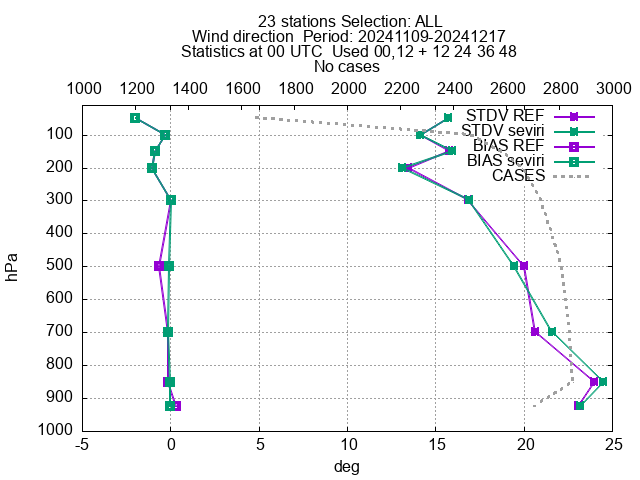 23 stations Selection: ALL
Wind direction  Period: 20241109-20241217
Statistics at 00 UTC  Used 00,12 + 12 24 36 48
No cases
1000 1200 1400 1600 1800 2000 2200 2400 2600 2800 3000
STDV REF
STDV seviri
BIAS REF
BIAS seviri
CASES
100
200
300
400
500
600
700
800
900
1000
hPa
-5 0 5 10 15 20 25
deg